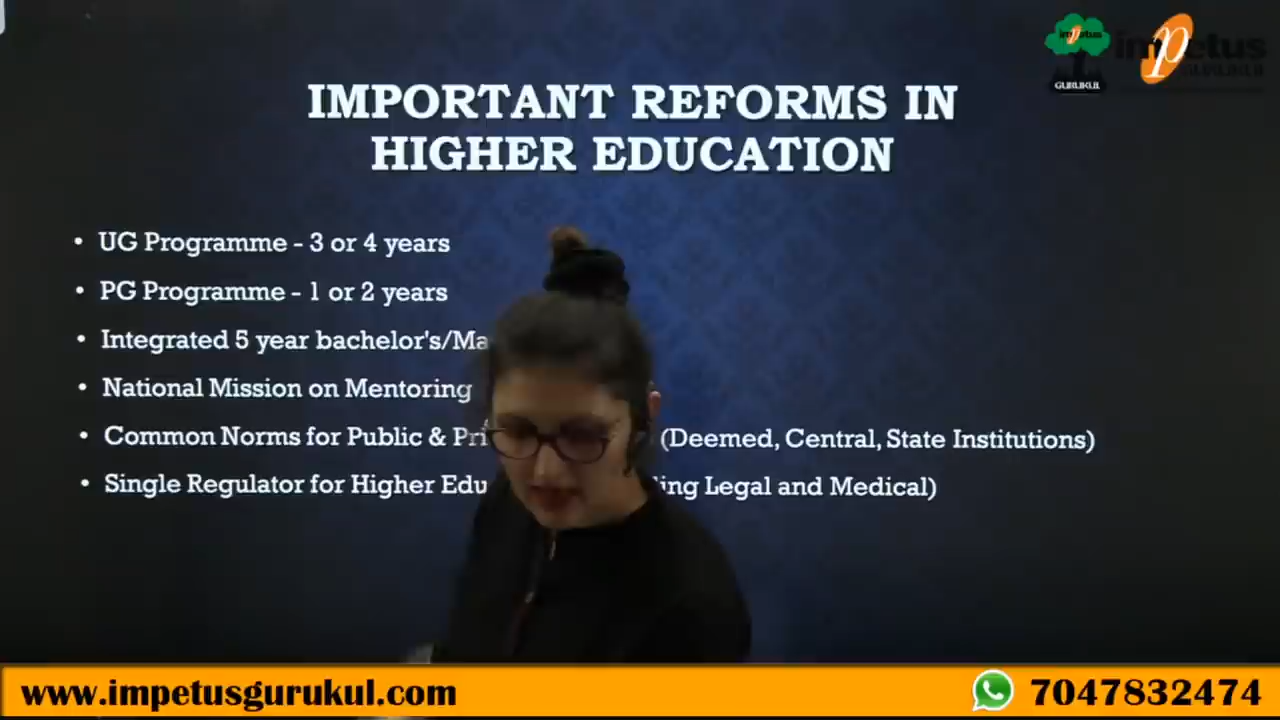 impetus
GURUKUL
impetus
GURUKUL
IMPORTANT REFORMS IN
HIGHER EDUCATION
• UG Programme - 3 or 4 years
• PG Programme - 1 or 2 years
• Integrated 5 year bachelor's/Ma
• National Mission on Mentoring
• Common Norms for Public & Pri (Deemed, Central, State Institutions)
• Single Regulator for Higher Edu ing Legal and Medical)
www.impetusgurukul.com
7047832474